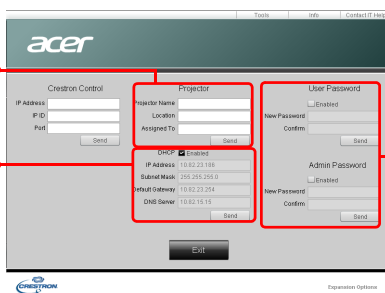 Tools Info Contact IT Help
acer
Crestron Control
IP Address
IP ID
Port
Send
Projector
Projector Name
Location
Assigned To
Send
DHCP Enabled
IP Address 10.82.23.186
Subnet Mask 255.255.255.0
Default Gateway 10.82.23.254
DNS Server 10.82.15.15
Send
User Password
Enabled
New Password
Confirm
Send
Admin Password
Enabled
New Password
Confirm
Send
Exit
CRESTRON
Expansion Options